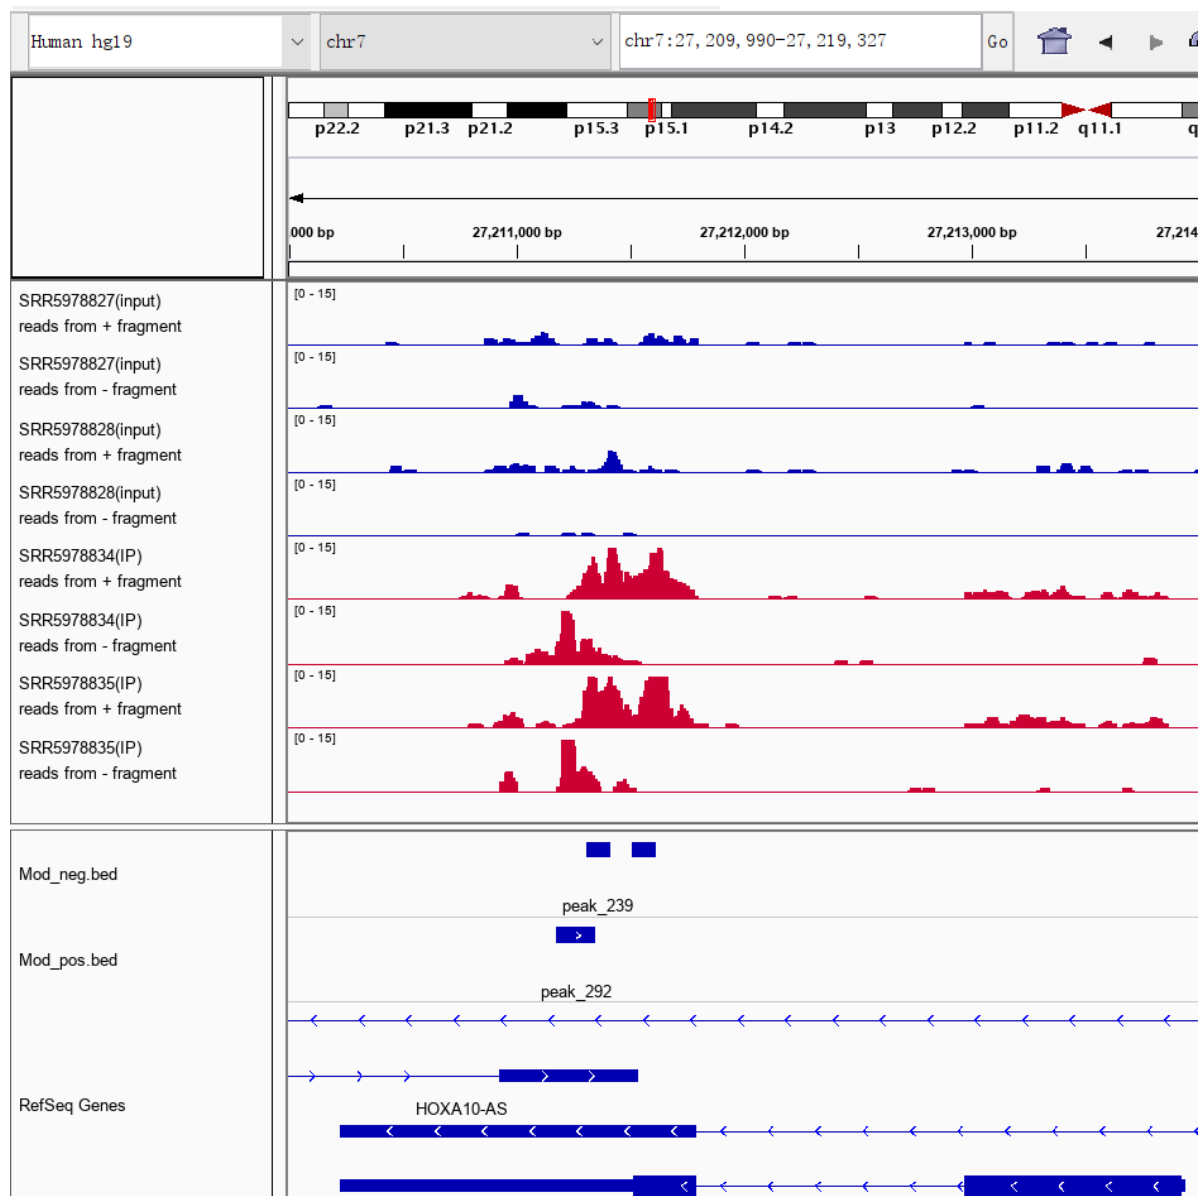 Human hg19 chr7 chr7:27,209,990-27,219,327 Go
p22.2 p21.3 p21.2 p15.3 p15.1 p14.2 p13 p12.2 p11.2 q11.1 q
000 bp 27,211,000 bp 27,212,000 bp 27,213,000 bp 27,214
SRR5978827(input) [0 - 15]
reads from + fragment
SRR5978827(input) [0 - 15]
reads from - fragment
SRR5978828(input) [0 - 15]
reads from + fragment
SRR5978828(input) [0 - 15]
reads from - fragment
SRR5978834(IP) [0 - 15]
reads from + fragment
SRR5978834(IP) [0 - 15]
reads from - fragment
SRR5978835(IP) [0 - 15]
reads from + fragment
SRR5978835(IP) [0 - 15]
reads from - fragment
Mod_neg.bed
peak_239
Mod_pos.bed
peak_292
RefSeq Genes
HOXA10-AS